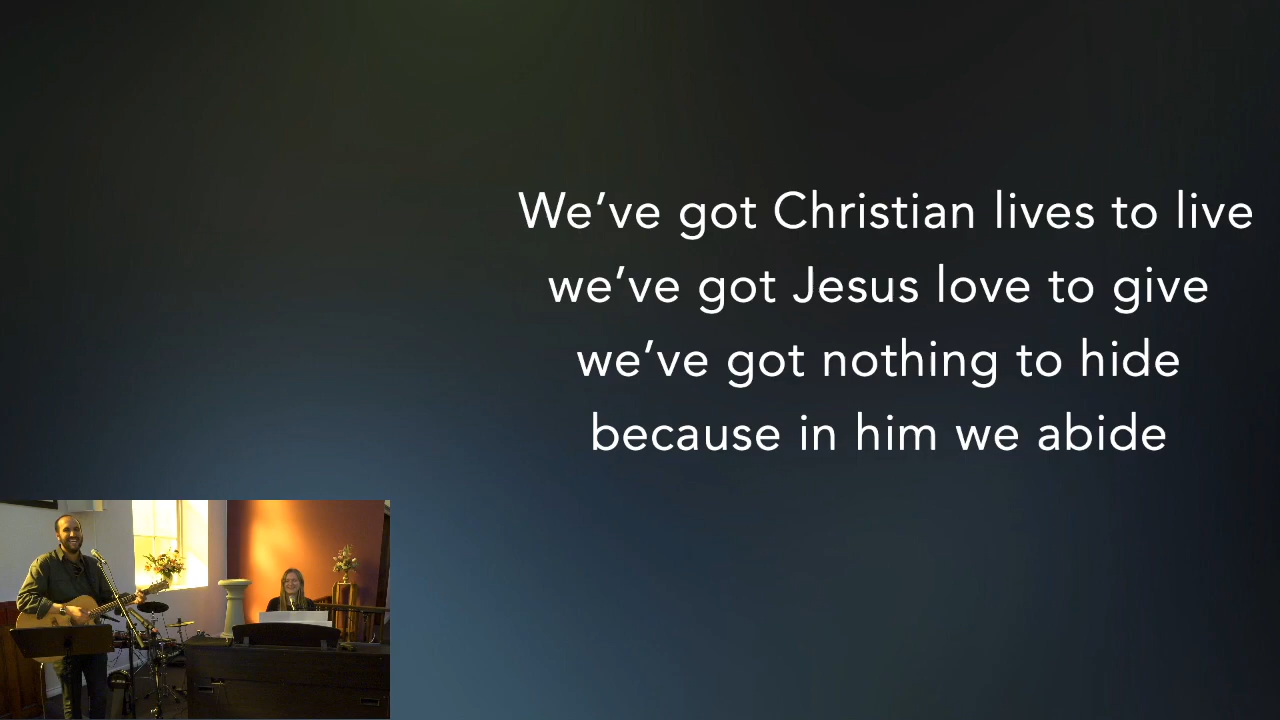 We’ve got Christian lives to live
we’ve got Jesus love to give
we’ve got nothing to hide
because in him we abide